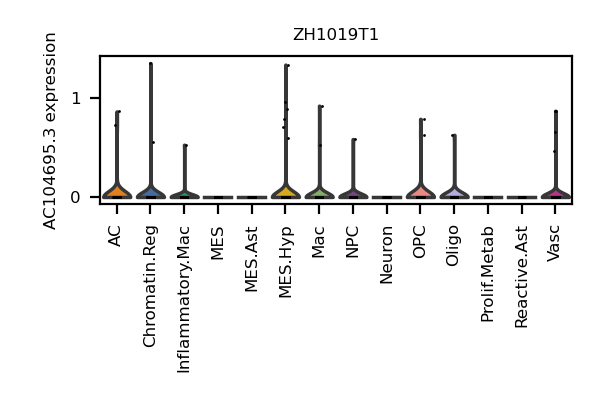 ZH1019T1
AC104695.3 expression
1
0
AC
Chromatin.Reg
Inflammatory.Mac
MES
MES.Ast
MES.Hyp
Mac
NPC
Neuron
OPC
Oligo
Prolif.Metab
Reactive.Ast
Vasc